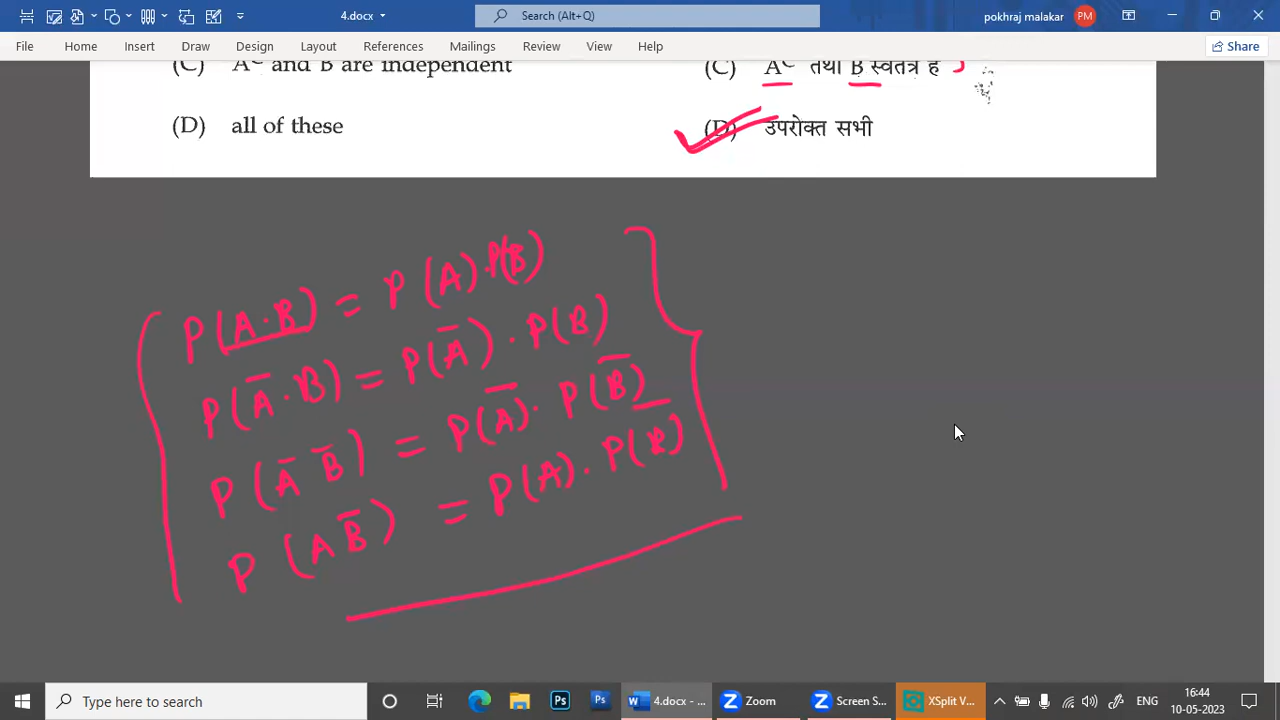 4.docx
Search (Alt+Q)
pokhraj malakar PM
File Home Insert Draw Design Layout References Mailings Review View Help Share
(C) Aᶜ and B are independent
(C) Aᶜ तथा B स्वतंत्र हैं
(D) all of these
(D) उपरोक्त सभी
P(A·B) = P(A)·P(B)
P(A̅·B) = P(A̅)·P(B)
P(A̅ B̅) = P(A̅)·P(B̅)
P(A B̅) = P(A)·P(B̅)
Type here to search
4.docx - ...
Zoom
Screen S...
XSplit V...
ENG
16:44
10-05-2023